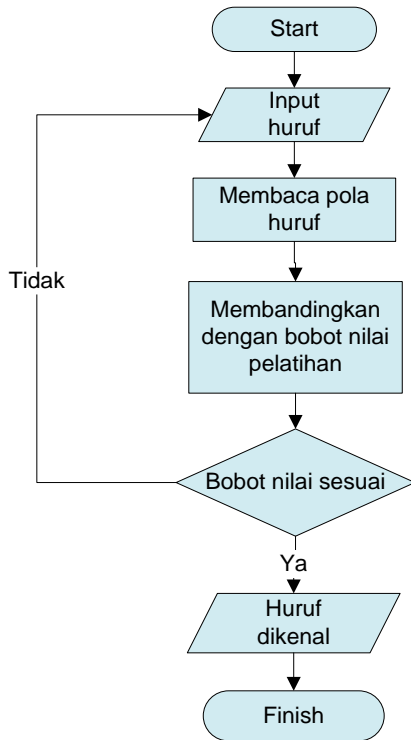 Start
Input
huruf
Membaca pola
huruf
Tidak
Membandingkan
dengan bobot nilai
pelatihan
Bobot nilai sesuai
Ya
Huruf
dikenal
Finish